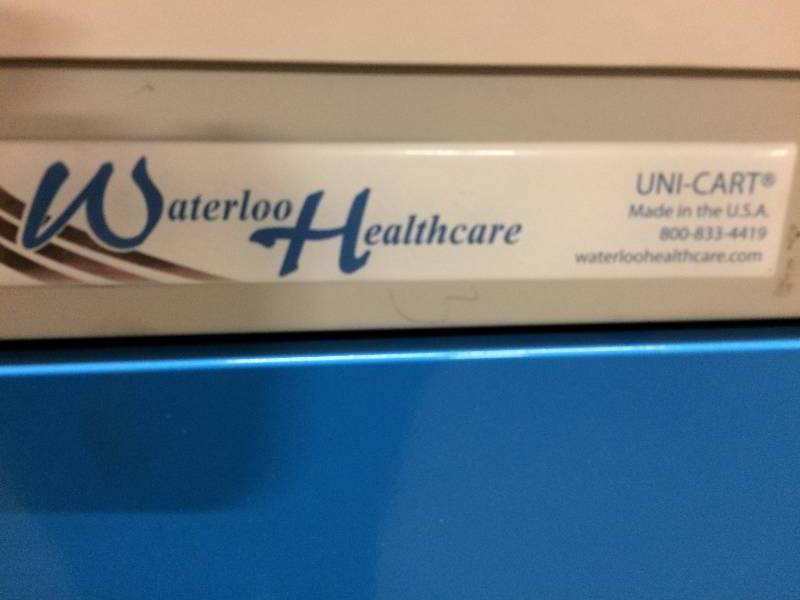 Waterloo Healthcare
UNI-CART®
Made in the U.S.A.
800-833-4419
waterloohealthcare.com